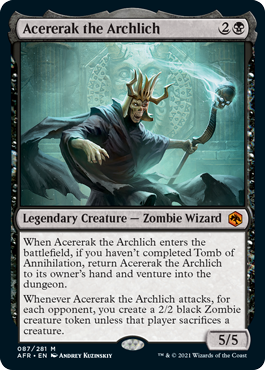 Acererak the Archlich 2
Legendary Creature — Zombie Wizard
When Acererak the Archlich enters the
battlefield, if you haven't completed Tomb of
Annihilation, return Acererak the Archlich
to its owner's hand and venture into the
dungeon.
Whenever Acererak the Archlich attacks, for
each opponent, you create a 2/2 black Zombie
creature token unless that player sacrifices a
creature.
5/5
087/281 M
AFR • EN Andrey Kuzinskiy
™ & © 2021 Wizards of the Coast